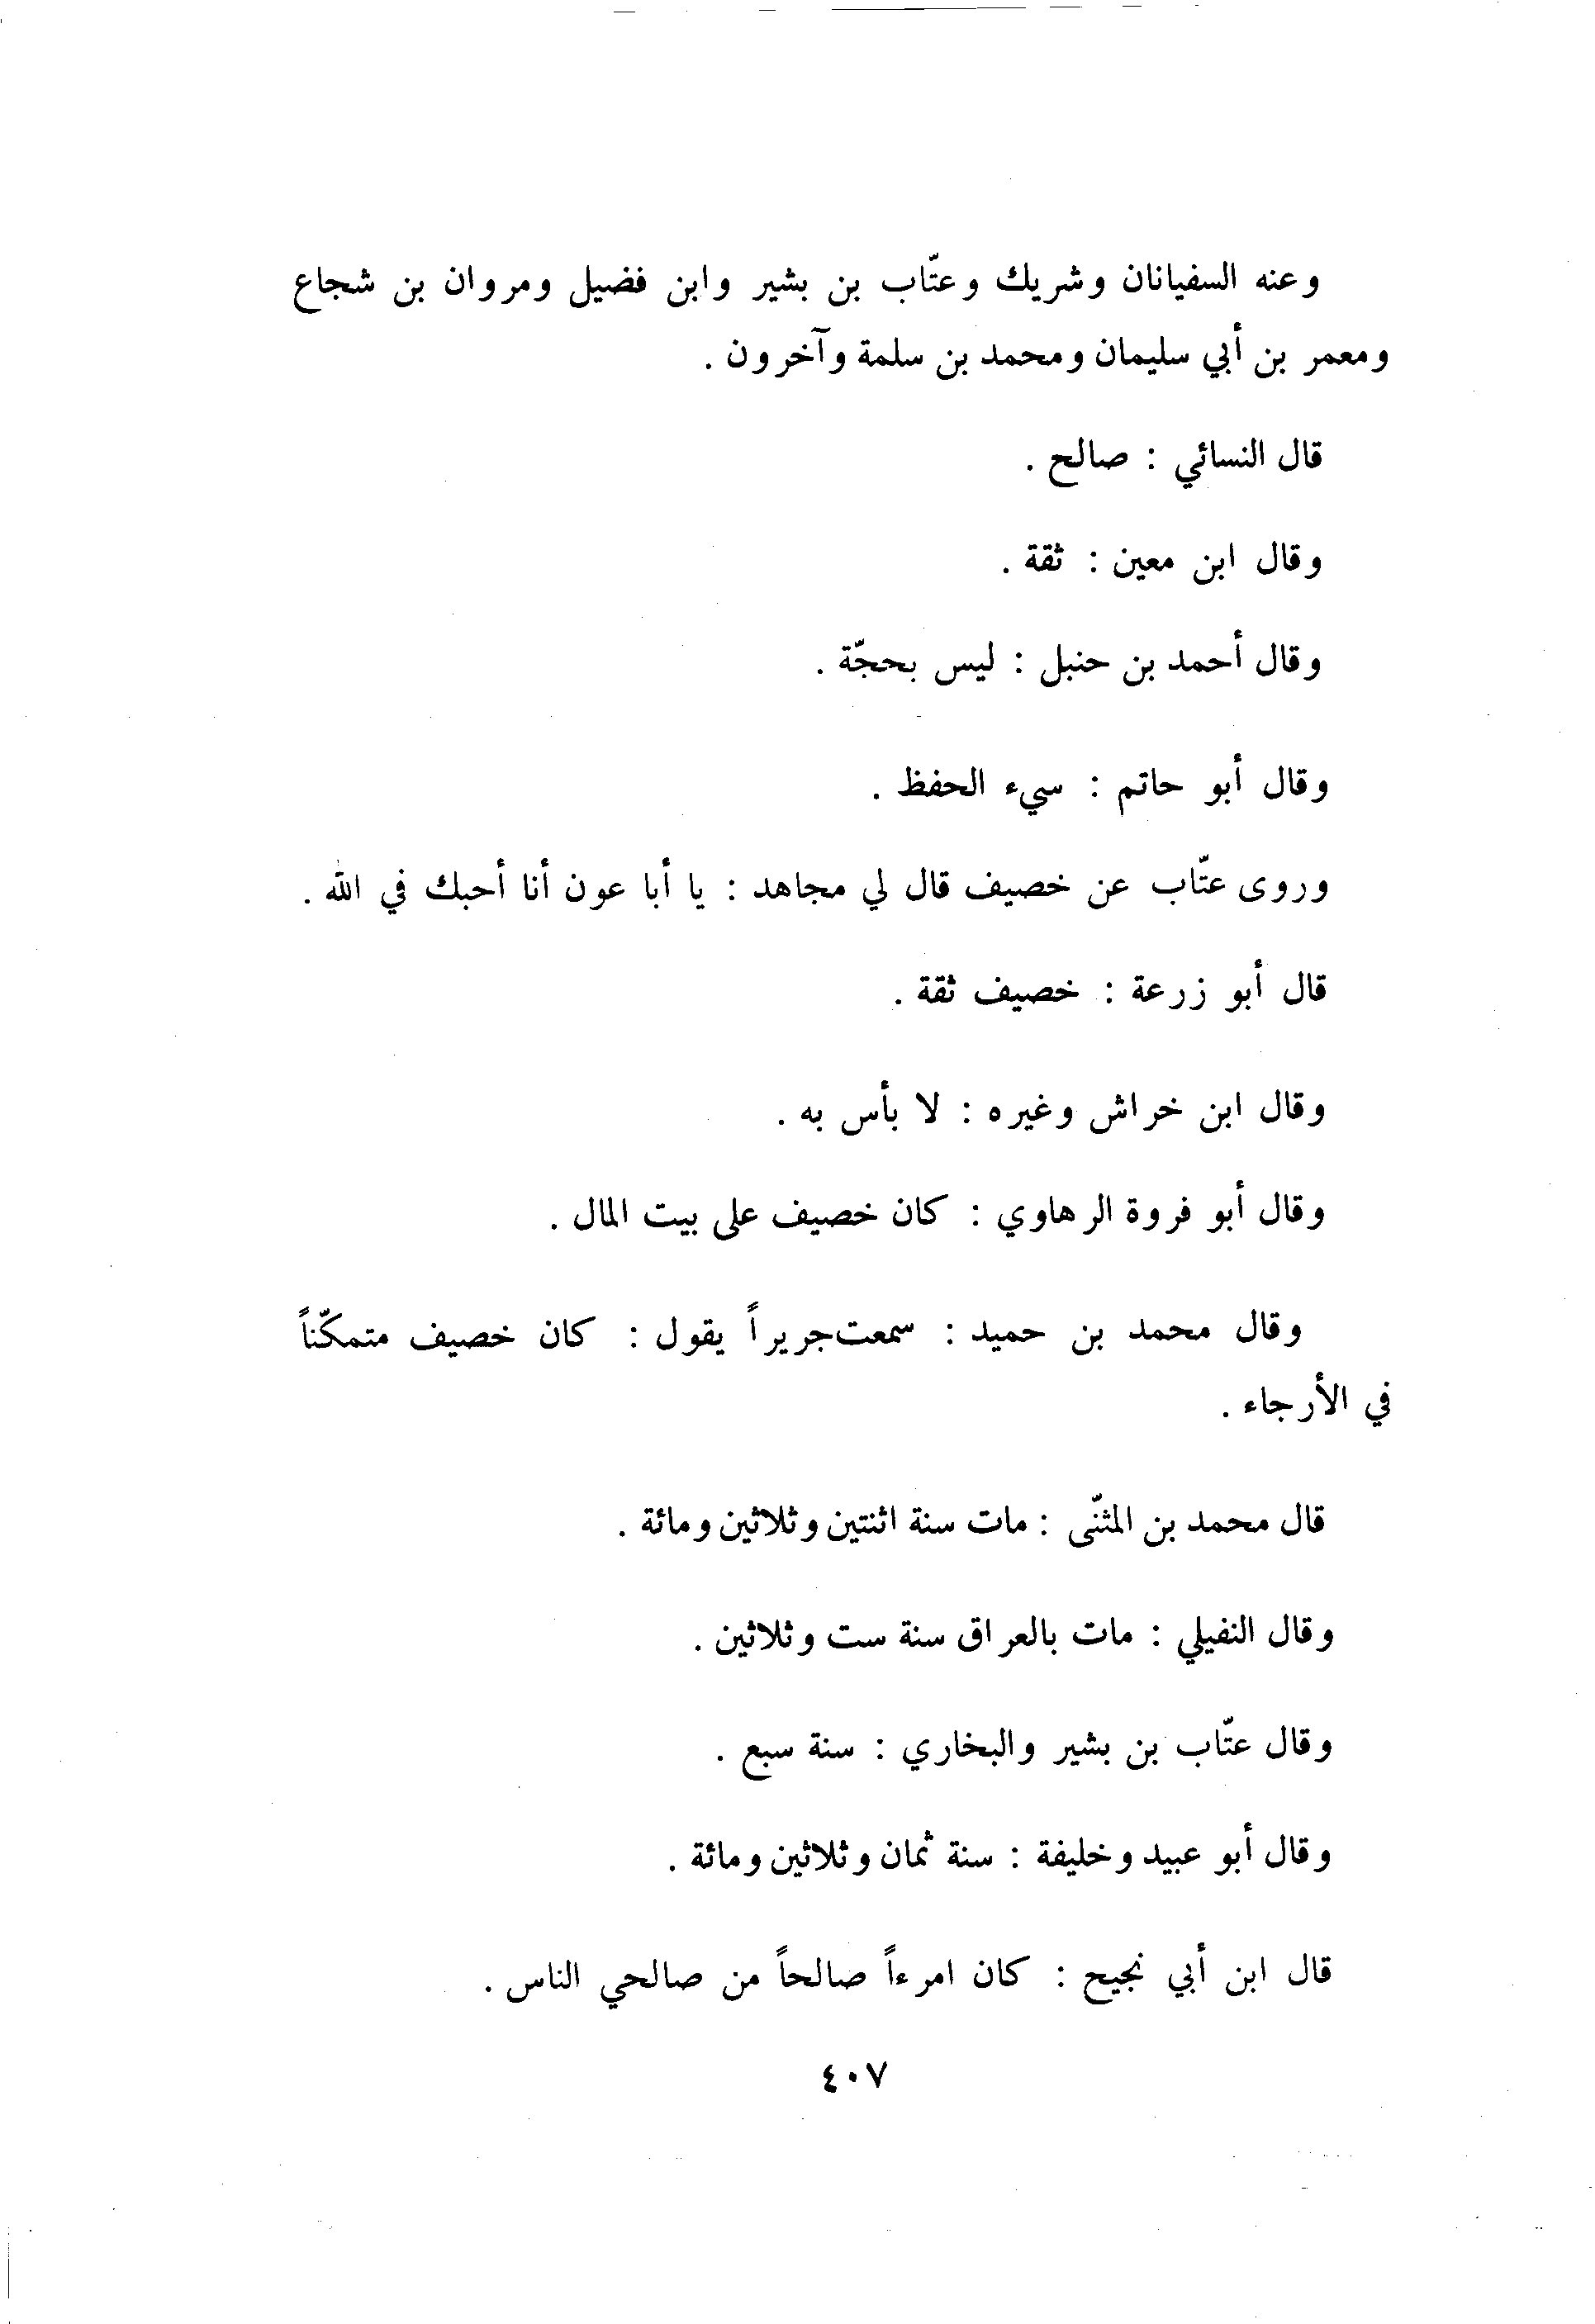 وعنه السفيانان وشريك وعتّاب بن بشير وابن فضيل ومروان بن شجاع
ومعمر بن أبي سليمان ومحمد بن سلمة وآخرون .
قال النسائي : صالح .
وقال ابن معين : ثقة .
وقال أحمد بن حنبل : ليس بحجّة .
وقال أبو حاتم : سيء الحفظ .
وروى عتّاب عن خصيف قال لي مجاهد : يا أبا عون أنا أحبك في الله .
قال أبو زرعة : خصيف ثقة .
وقال ابن خراش وغيره : لا بأس به .
وقال أبو فروة الرهاوي : كان خصيف على بيت المال .
وقال محمد بن حميد : سمعت جريراً يقول : كان خصيف متمكّناً
في الأرجاء .
قال محمد بن المثنّى : مات سنة اثنتين وثلاثين ومائة .
وقال النفيلي : مات بالعراق سنة ست وثلاثين .
وقال عتّاب بن بشير والبخاري : سنة سبع .
وقال أبو عبيد وخليفة : سنة ثمان وثلاثين ومائة .
قال ابن أبي نجيح : كان امرءاً صالحاً من صالحي الناس .
٤٠٧